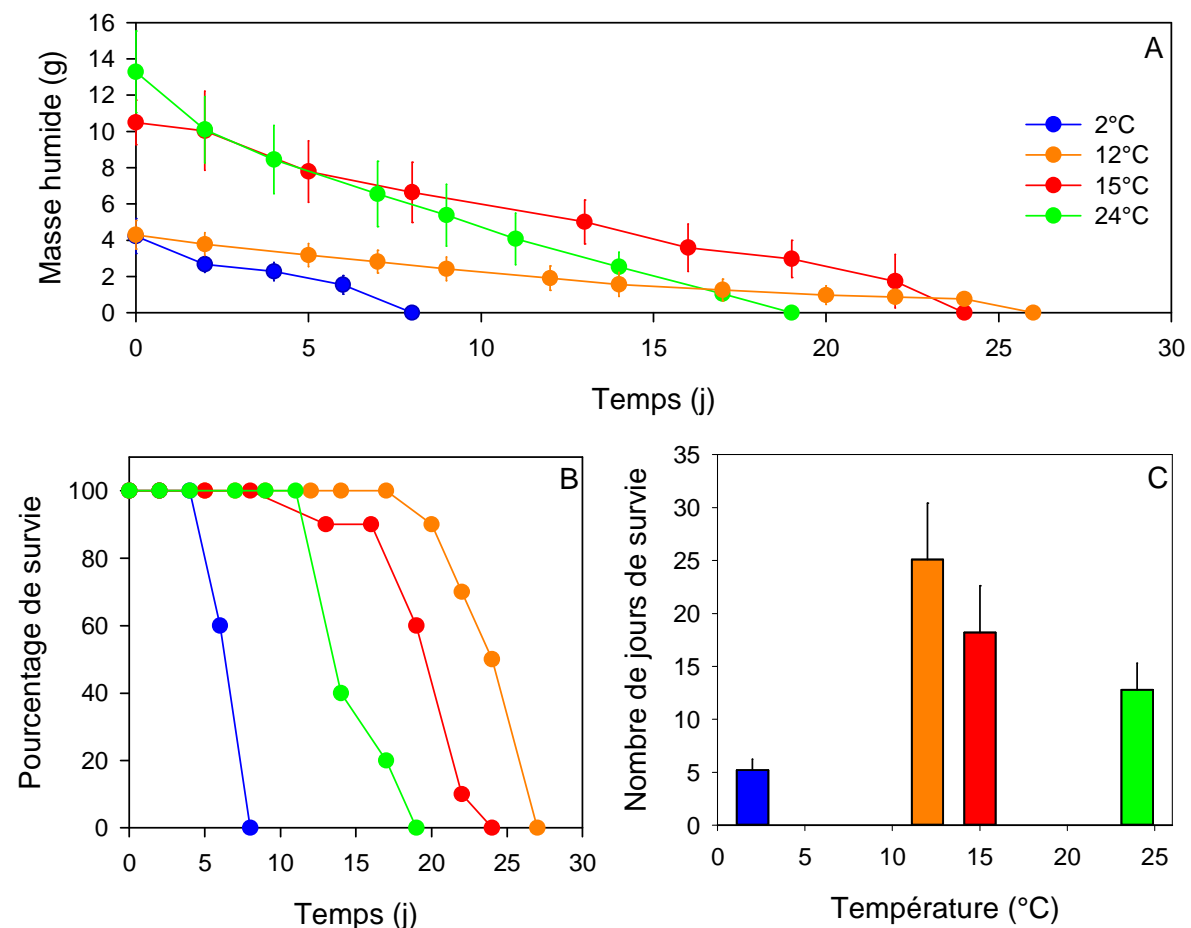 A
Masse humide (g)
16
14
12
10
8
6
4
2
0
2°C
12°C
15°C
24°C
0 5 10 15 20 25 30
Temps (j)
B
Pourcentage de survie
100
80
60
40
20
0
0 5 10 15 20 25 30
Temps (j)
C
Nombre de jours de survie
35
30
25
20
15
10
5
0
0 5 10 15 20 25
Température (°C)